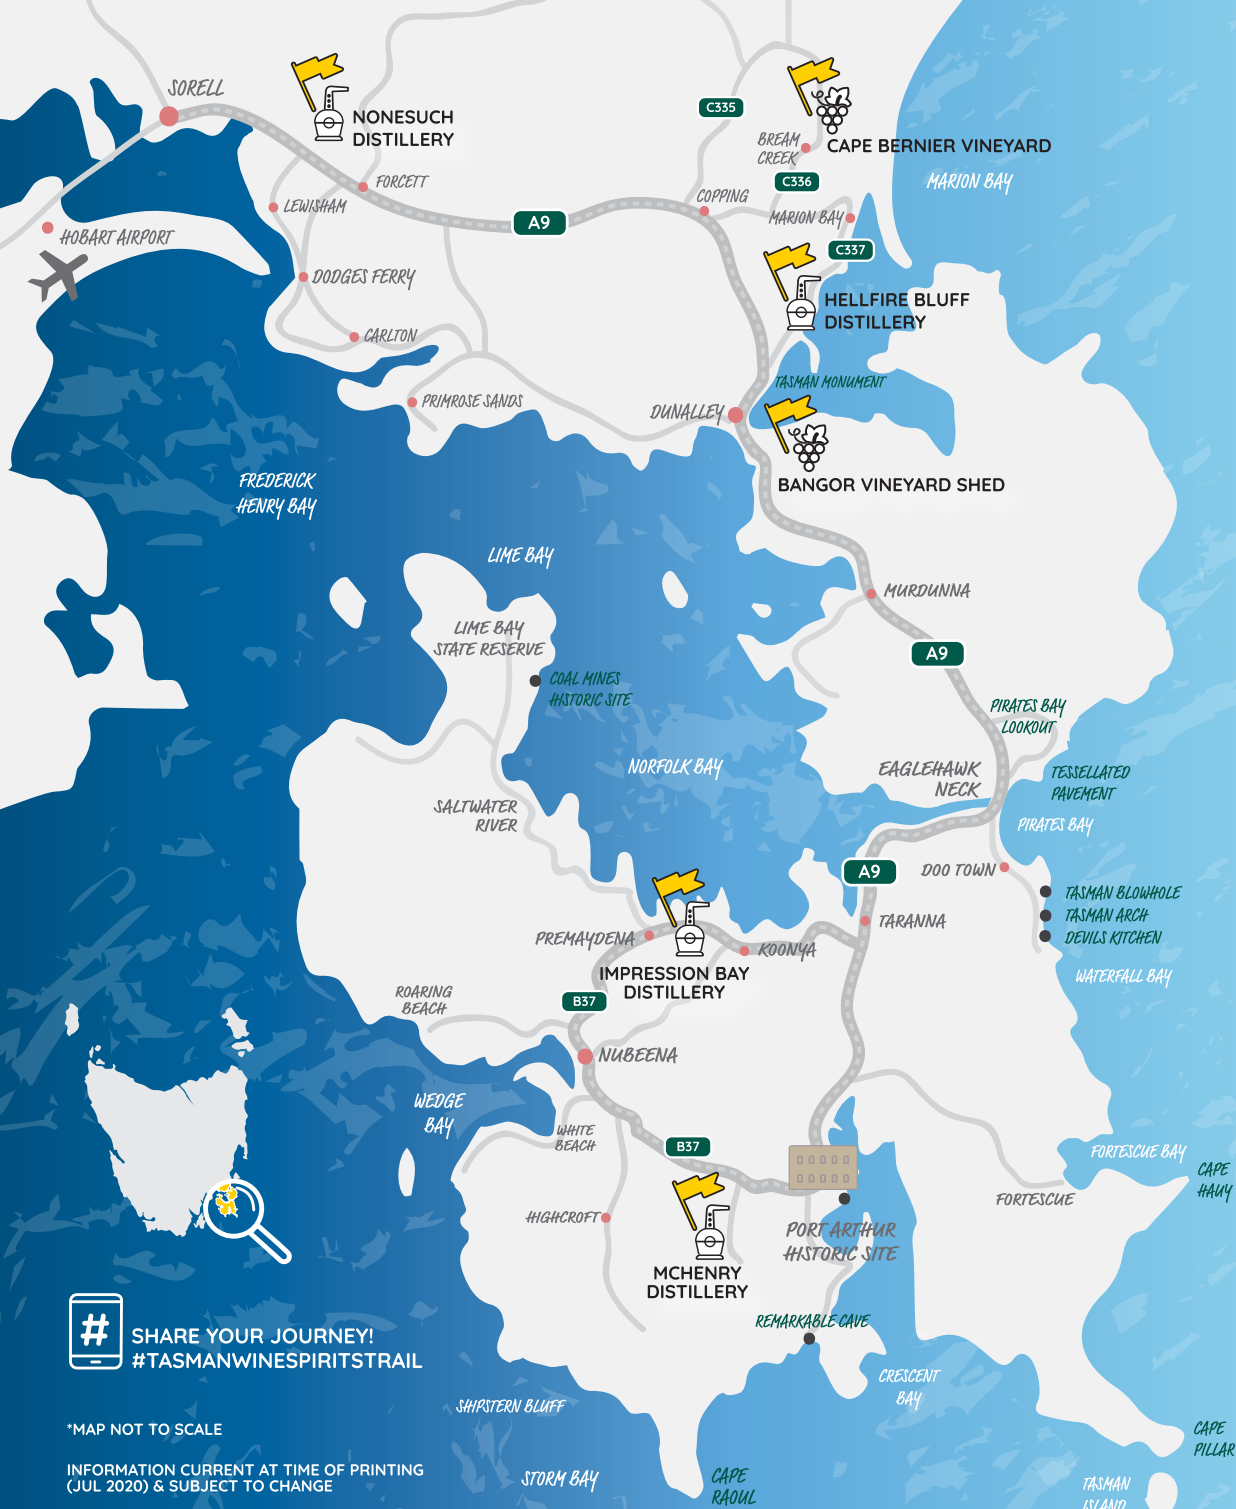 SORELL
NONESUCH
DISTILLERY
C335
BREAM
CREEK
CAPE BERNIER VINEYARD
C336
MARION BAY
FORCETT
LEWISHAM
COPPING
MARION BAY
A9
HOBART AIRPORT
C337
DODGES FERRY
HELLFIRE BLUFF
DISTILLERY
CARLTON
TASMAN MONUMENT
PRIMROSE SANDS
DUNALLEY
FREDERICK
HENRY BAY
BANGOR VINEYARD SHED
LIME BAY
MURDUNNA
LIME BAY
STATE RESERVE
A9
COAL MINES
HISTORIC SITE
PIRATES BAY
LOOKOUT
NORFOLK BAY
EAGLEHAWK
NECK
TESSELLATED
PAVEMENT
SALTWATER
RIVER
PIRATES BAY
A9
DOO TOWN
TASMAN BLOWHOLE
TASMAN ARCH
DEVILS KITCHEN
TARANNA
PREMAYDENA
KOONYA
IMPRESSION BAY
DISTILLERY
WATERFALL BAY
ROARING
BEACH
B37
NUBEENA
WEDGE
BAY
WHITE
BEACH
B37
FORTESCUE BAY
CAPE
HAUY
FORTESCUE
HIGHCROFT
PORT ARTHUR
HISTORIC SITE
MCHENRY
DISTILLERY
REMARKABLE CAVE
#
SHARE YOUR JOURNEY!
#TASMANWINESPIRITSTRAIL
CRESCENT
BAY
SHIPSTERN BLUFF
*MAP NOT TO SCALE
CAPE
PILLAR
INFORMATION CURRENT AT TIME OF PRINTING
(JUL 2020) & SUBJECT TO CHANGE
STORM BAY
CAPE
RAOUL
TASMAN
ISLAND